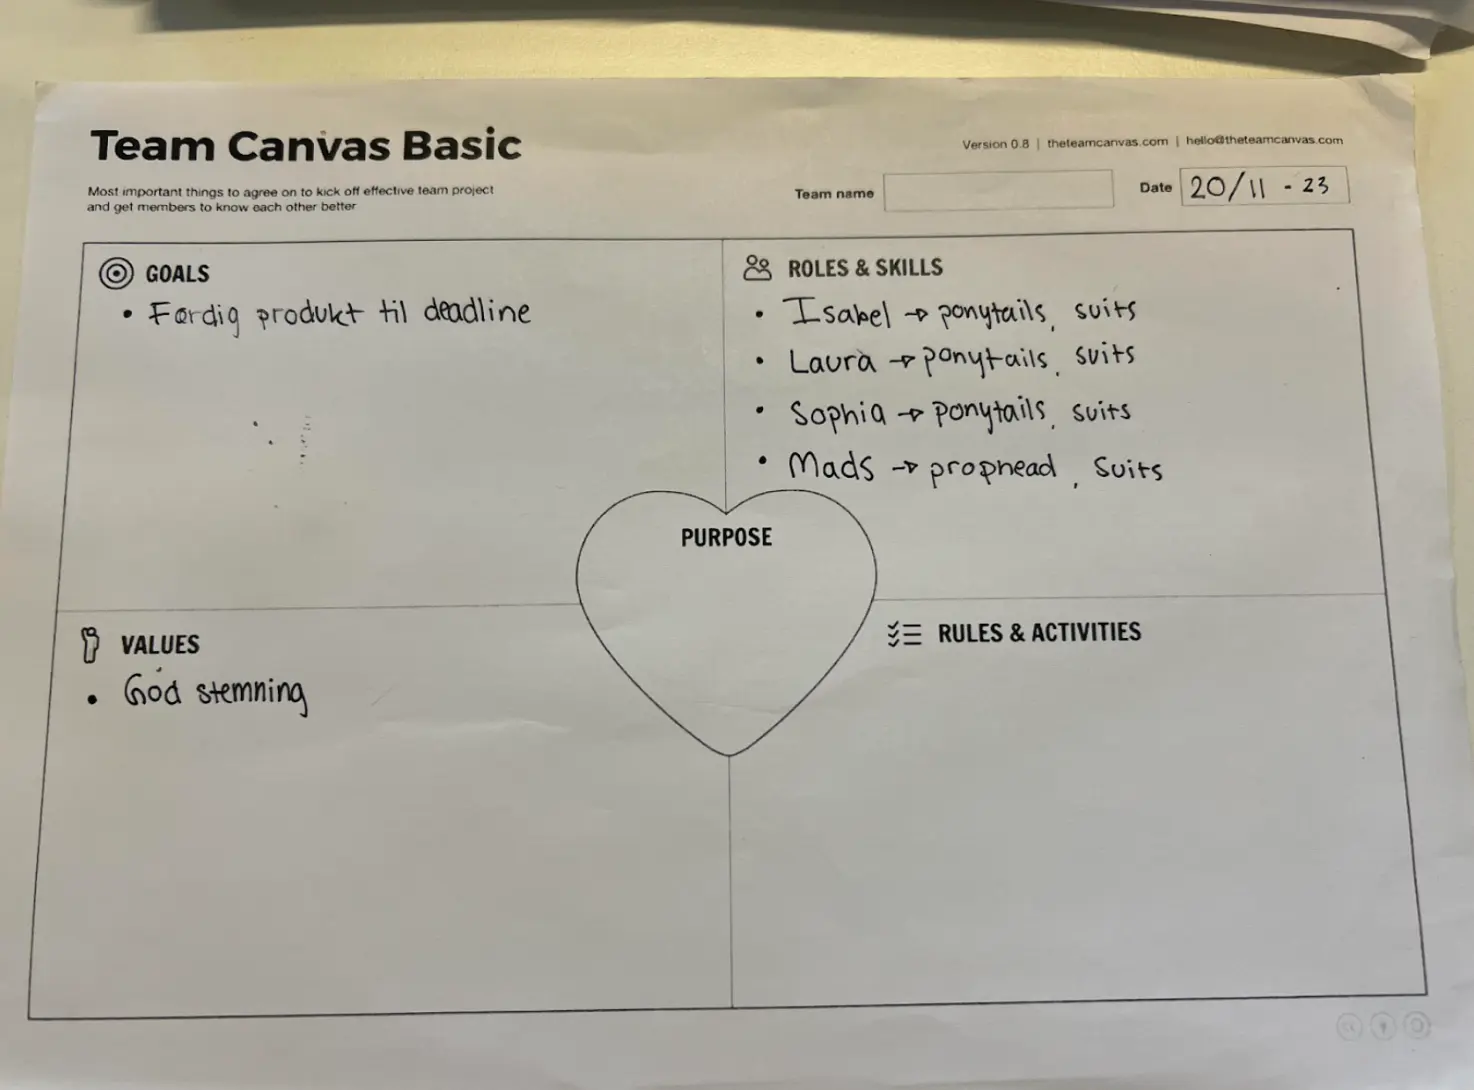 Team Canvas Basic
Version 0.8 | theteamcanvas.com | hello@theteamcanvas.com
Most important things to agree on to kick off effective team project
and get members to know each other better
Team name
Date 20/11 - 23
GOALS
• Færdig produkt til deadline
ROLES & SKILLS
• Isabel → ponytails, suits
• Laura → ponytails, suits
• Sophia → ponytails, suits
• Mads → prophead, suits
PURPOSE
VALUES
• God stemning
RULES & ACTIVITIES